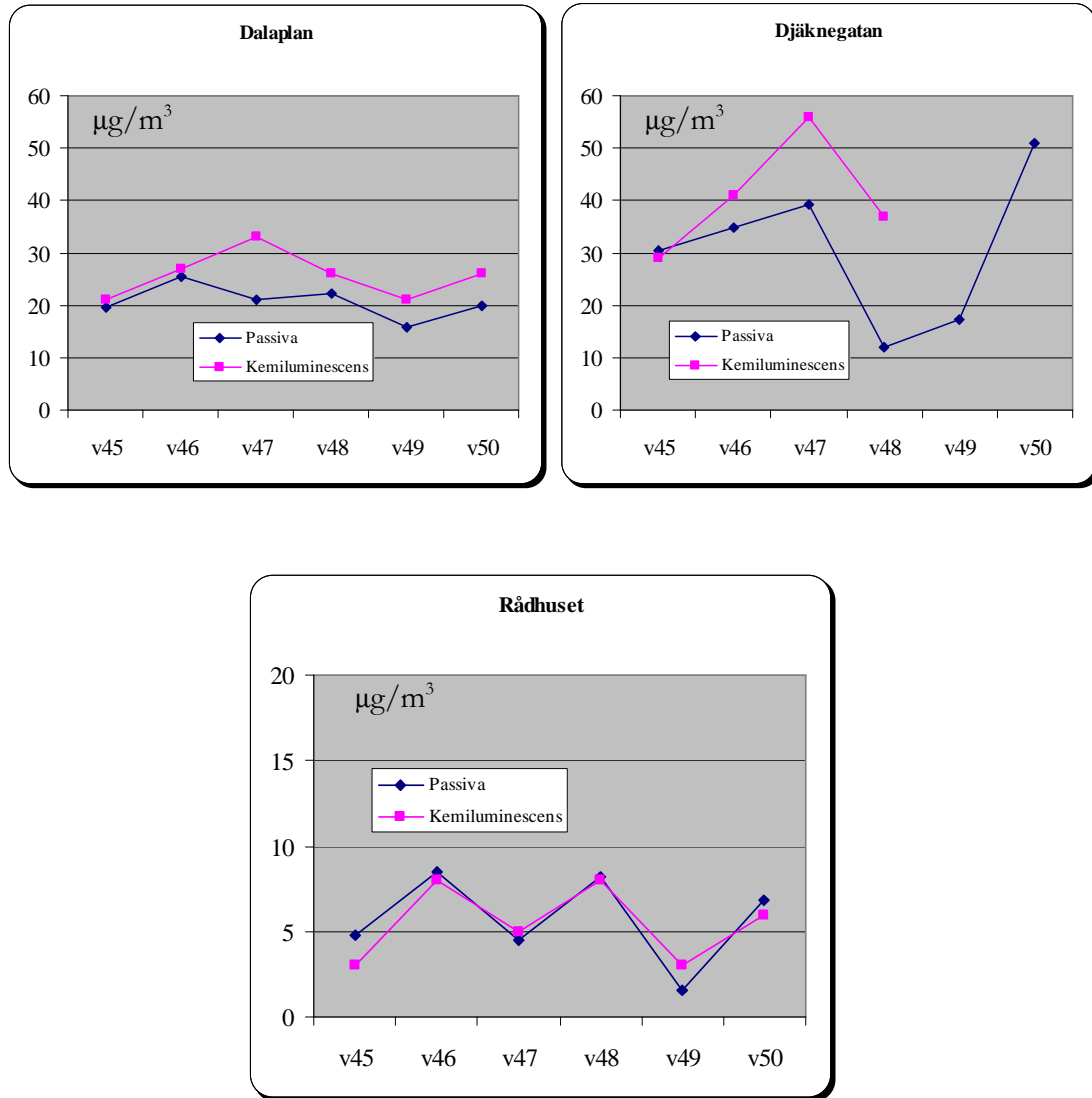 Dalaplan
60
50
40
30
20
10
0
μg/m³
Passiva
Kemiluminescens
v45 v46 v47 v48 v49 v50
Djäknegatan
60
50
40
30
20
10
0
μg/m³
Passiva
Kemiluminescens
v45 v46 v47 v48 v49 v50
Rådhuset
20
15
10
5
0
μg/m³
Passiva
Kemiluminescens
v45 v46 v47 v48 v49 v50